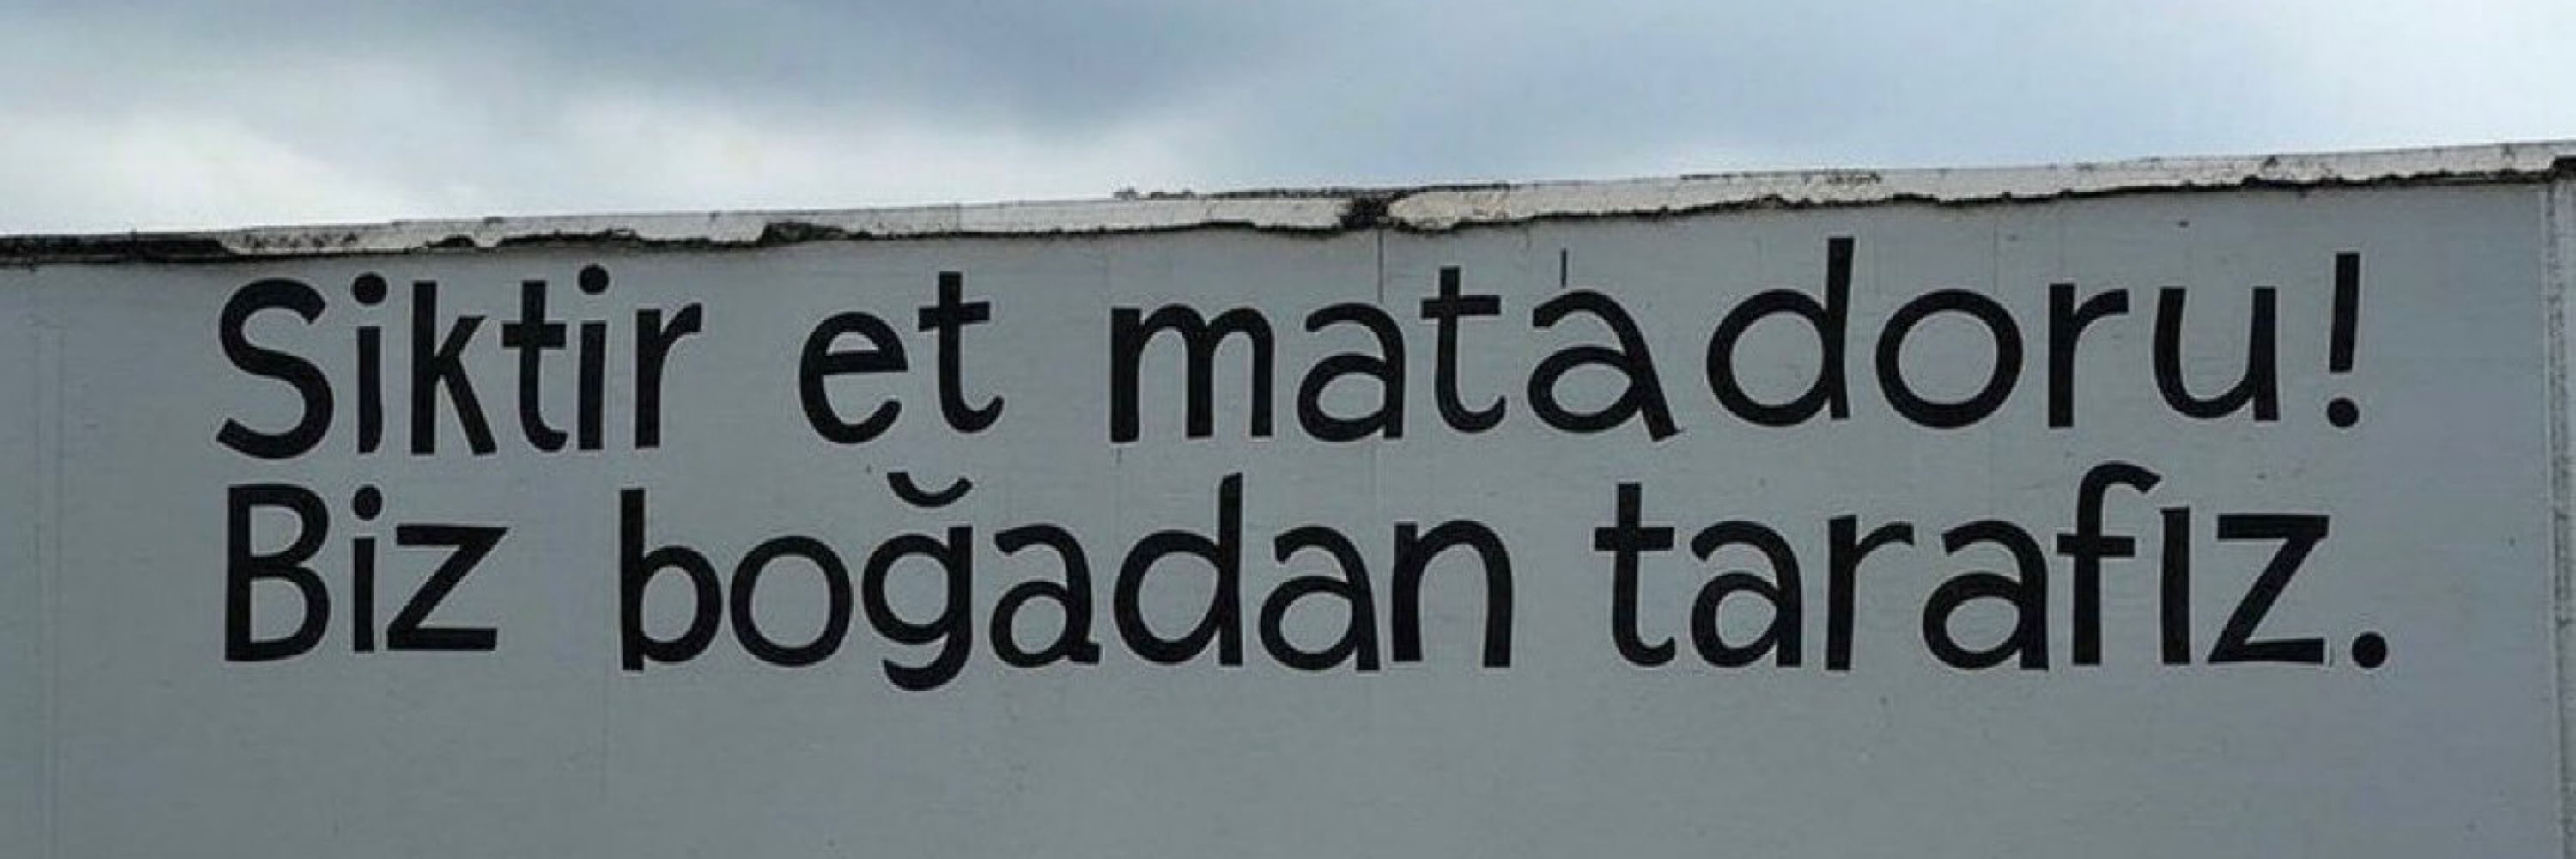 Siktir et matadoru!
Biz boğadan tarafız.